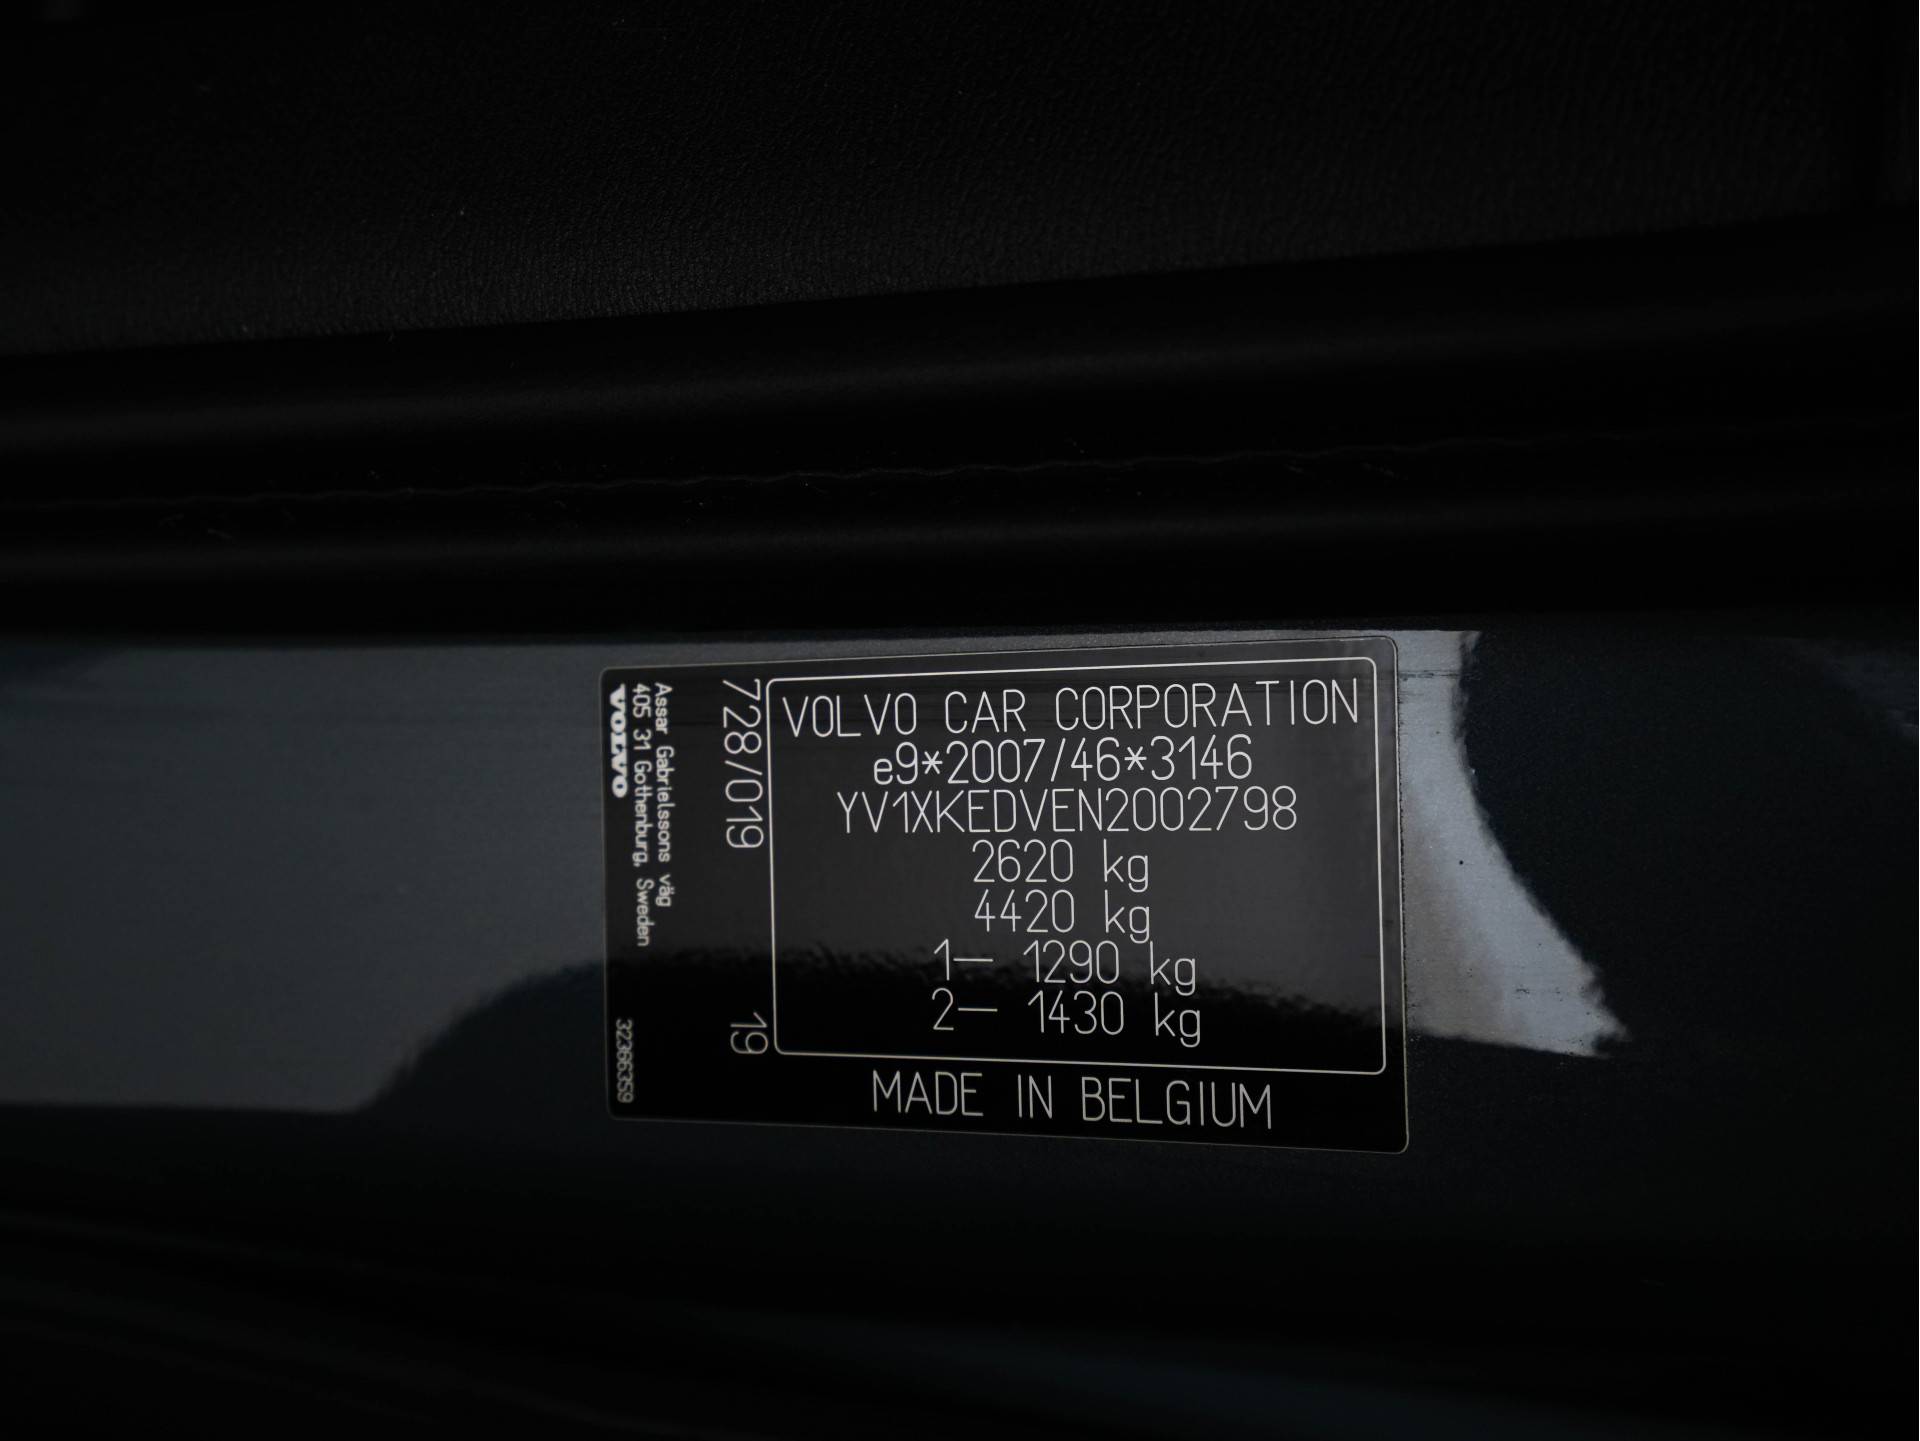 VOLVO CAR CORPORATION
e9*2007/46*3146
YV1XKEDVEN2002798
2620 kg
4420 kg
1— 1290 kg
2— 1430 kg
MADE IN BELGIUM
728/019 19
Assar Gabrielssons väg
405 31 Gothenburg, Sweden
VOLVO 32366359